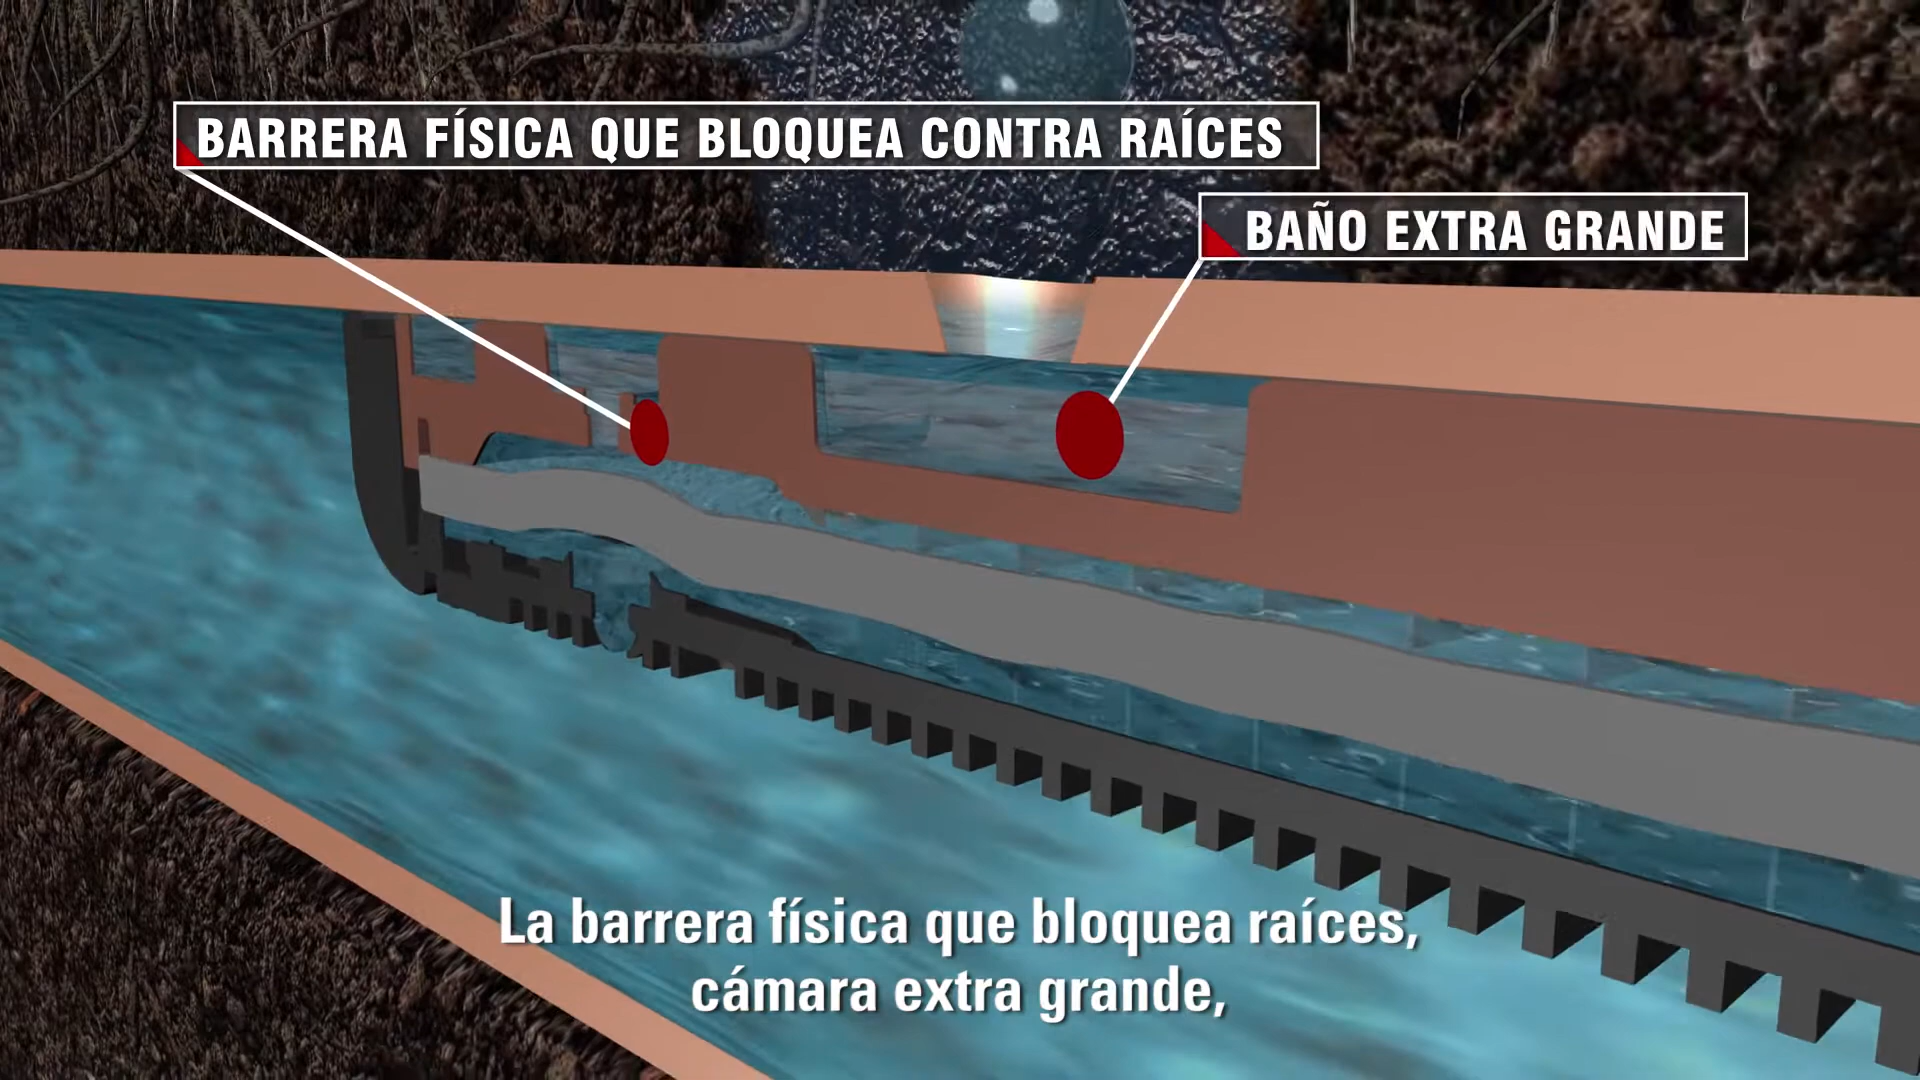 BARRERA FÍSICA QUE BLOQUEA CONTRA RAÍCES
BAÑO EXTRA GRANDE
La barrera física que bloquea raíces,
cámara extra grande,